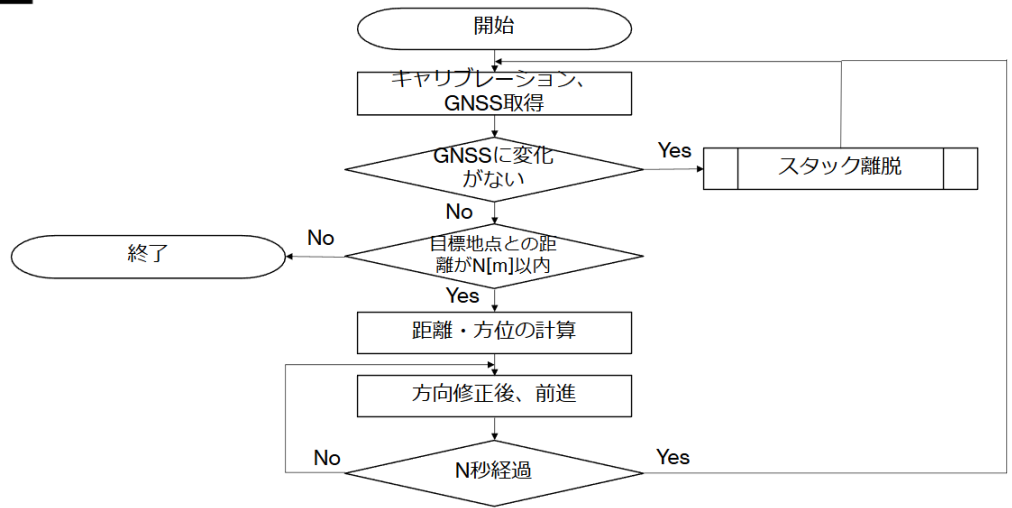 開始
キャリブレーション、
GNSS取得
GNSSに変化
がない
Yes
スタック離脱
No
目標地点との距
離がN[m]以内
No
終了
Yes
距離・方位の計算
方向修正後、前進
N秒経過
No
Yes